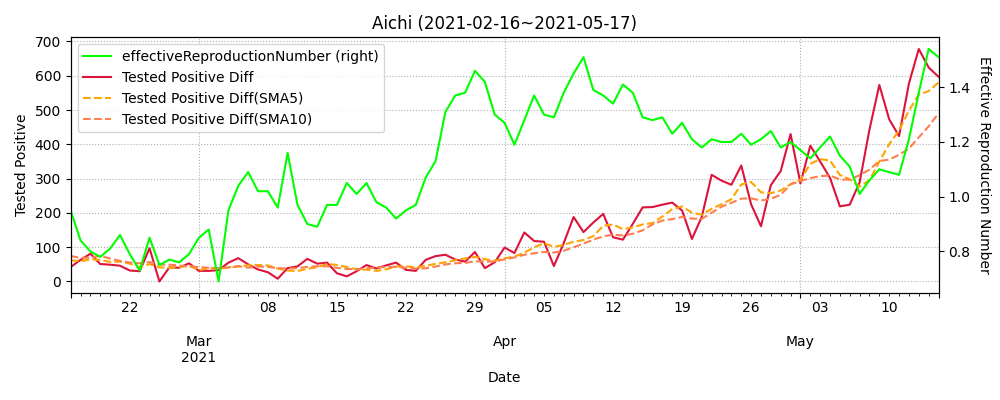 Aichi (2021-02-16~2021-05-17)
effectiveReproductionNumber (right)
Tested Positive Diff
Tested Positive Diff(SMA5)
Tested Positive Diff(SMA10)
Tested Positive
700
600
500
400
300
200
100
0
Effective Reproduction Number
1.4
1.2
1.0
0.8
22 08 15 22 29 05 12 19 26 03 10
Mar Apr May
2021
Date